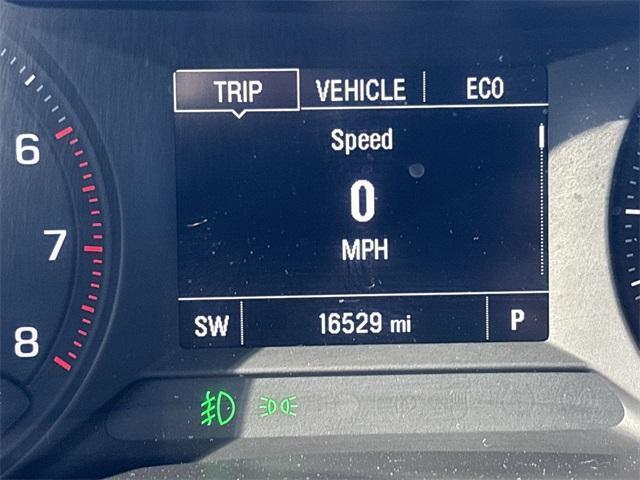 TRIP VEHICLE ECO
Speed
6
0
7
MPH
SW 16529 mi P
8